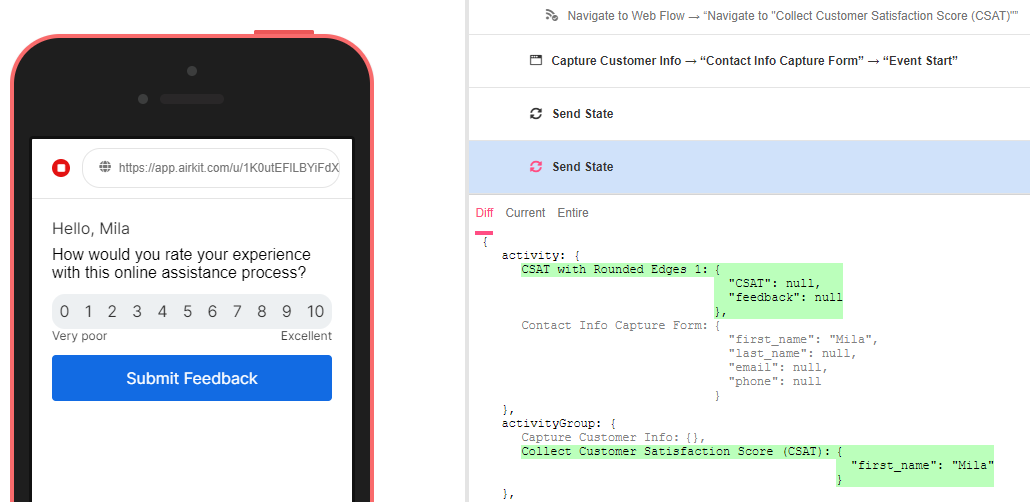 https://app.airkit.com/u/1K0utEFlLBYiFdX
Hello, Mila
How would you rate your experience
with this online assistance process?
0 1 2 3 4 5 6 7 8 9 10
Very poor Excellent
Submit Feedback
Navigate to Web Flow → “Navigate to "Collect Customer Satisfaction Score (CSAT)"”
Capture Customer Info → “Contact Info Capture Form” → “Event Start”
Send State
Send State
Diff Current Entire
{
activity: {
CSAT with Rounded Edges 1: {
"CSAT": null,
"feedback": null
},
Contact Info Capture Form: {
"first_name": "Mila",
"last_name": null,
"email": null,
"phone": null
}
},
activityGroup: {
Capture Customer Info: {},
Collect Customer Satisfaction Score (CSAT): {
"first_name": "Mila"
}
},